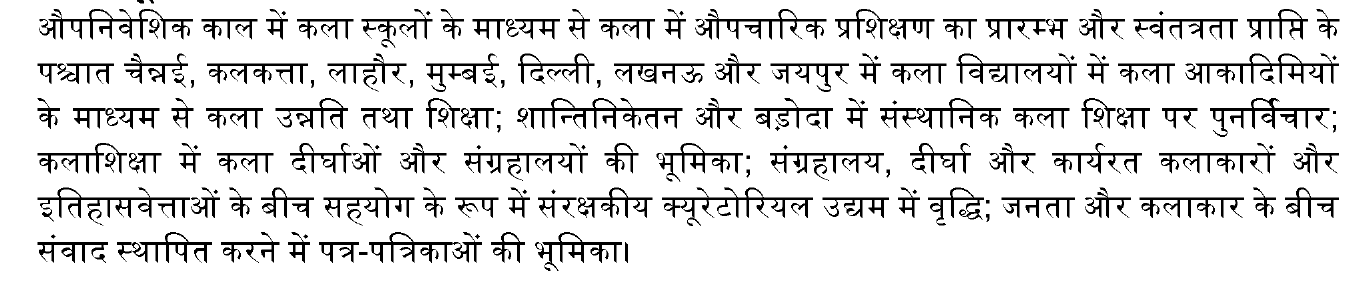 औपनिवेशिक काल में कला स्कूलों के माध्यम से कला में औपचारिक प्रशिक्षण का प्रारम्भ और स्वंतत्रता प्राप्ति के
पश्चात चैन्नई, कलकत्ता, लाहौर, मुम्बई, दिल्ली, लखनऊ और जयपुर में कला विद्यालयों में कला आकादिमियों
के माध्यम से कला उन्नति तथा शिक्षा; शान्तिनिकेतन और बड़ोदा में संस्थानिक कला शिक्षा पर पुनर्विचार;
कलाशिक्षा में कला दीर्घाओं और संग्रहालयों की भूमिका; संग्रहालय, दीर्घा और कार्यरत कलाकारों और
इतिहासवेत्ताओं के बीच सहयोग के रूप में संरक्षकीय क्यूरेटोरियल उद्यम में वृद्धि; जनता और कलाकार के बीच
संवाद स्थापित करने में पत्र-पत्रिकाओं की भूमिका।